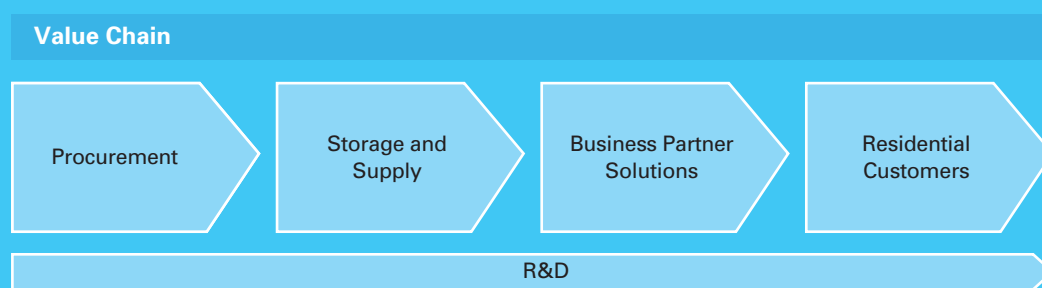 Value Chain
Procurement
Storage and
Supply
Business Partner
Solutions
Residential
Customers
R&D